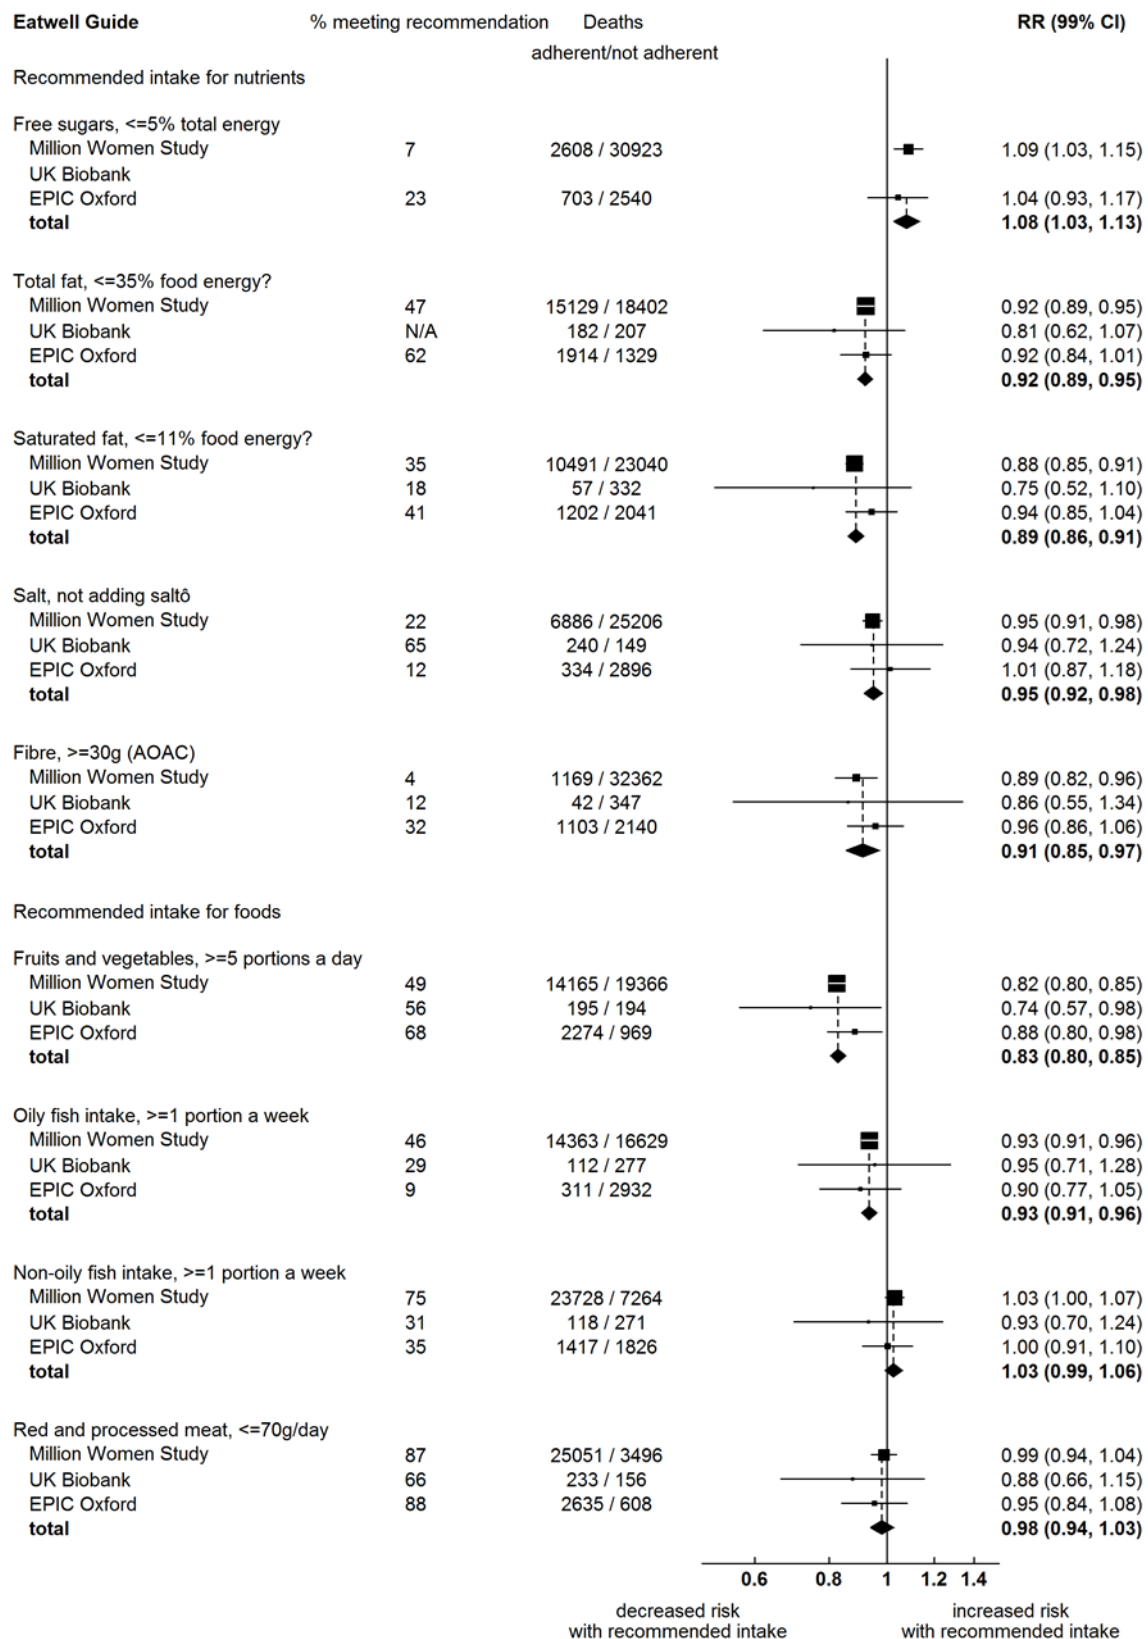 Eatwell Guide % meeting recommendation Deaths RR (99% CI)
adherent/not adherent
Recommended intake for nutrients
Free sugars, <=5% total energy
Million Women Study 7 2608 / 30923 1.09 (1.03, 1.15)
UK Biobank
EPIC Oxford 23 703 / 2540 1.04 (0.93, 1.17)
total 1.08 (1.03, 1.13)
Total fat, <=35% food energy?
Million Women Study 47 15129 / 18402 0.92 (0.89, 0.95)
UK Biobank N/A 182 / 207 0.81 (0.62, 1.07)
EPIC Oxford 62 1914 / 1329 0.92 (0.84, 1.01)
total 0.92 (0.89, 0.95)
Saturated fat, <=11% food energy?
Million Women Study 35 10491 / 23040 0.88 (0.85, 0.91)
UK Biobank 18 57 / 332 0.75 (0.52, 1.10)
EPIC Oxford 41 1202 / 2041 0.94 (0.85, 1.04)
total 0.89 (0.86, 0.91)
Salt, not adding saltô
Million Women Study 22 6886 / 25206 0.95 (0.91, 0.98)
UK Biobank 65 240 / 149 0.94 (0.72, 1.24)
EPIC Oxford 12 334 / 2896 1.01 (0.87, 1.18)
total 0.95 (0.92, 0.98)
Fibre, >=30g (AOAC)
Million Women Study 4 1169 / 32362 0.89 (0.82, 0.96)
UK Biobank 12 42 / 347 0.86 (0.55, 1.34)
EPIC Oxford 32 1103 / 2140 0.96 (0.86, 1.06)
total 0.91 (0.85, 0.97)
Recommended intake for foods
Fruits and vegetables, >=5 portions a day
Million Women Study 49 14165 / 19366 0.82 (0.80, 0.85)
UK Biobank 56 195 / 194 0.74 (0.57, 0.98)
EPIC Oxford 68 2274 / 969 0.88 (0.80, 0.98)
total 0.83 (0.80, 0.85)
Oily fish intake, >=1 portion a week
Million Women Study 46 14363 / 16629 0.93 (0.91, 0.96)
UK Biobank 29 112 / 277 0.95 (0.71, 1.28)
EPIC Oxford 9 311 / 2932 0.90 (0.77, 1.05)
total 0.93 (0.91, 0.96)
Non-oily fish intake, >=1 portion a week
Million Women Study 75 23728 / 7264 1.03 (1.00, 1.07)
UK Biobank 31 118 / 271 0.93 (0.70, 1.24)
EPIC Oxford 35 1417 / 1826 1.00 (0.91, 1.10)
total 1.03 (0.99, 1.06)
Red and processed meat, <=70g/day
Million Women Study 87 25051 / 3496 0.99 (0.94, 1.04)
UK Biobank 66 233 / 156 0.88 (0.66, 1.15)
EPIC Oxford 88 2635 / 608 0.95 (0.84, 1.08)
total 0.98 (0.94, 1.03)
0.6 0.8 1 1.2 1.4
decreased risk increased risk
with recommended intake with recommended intake